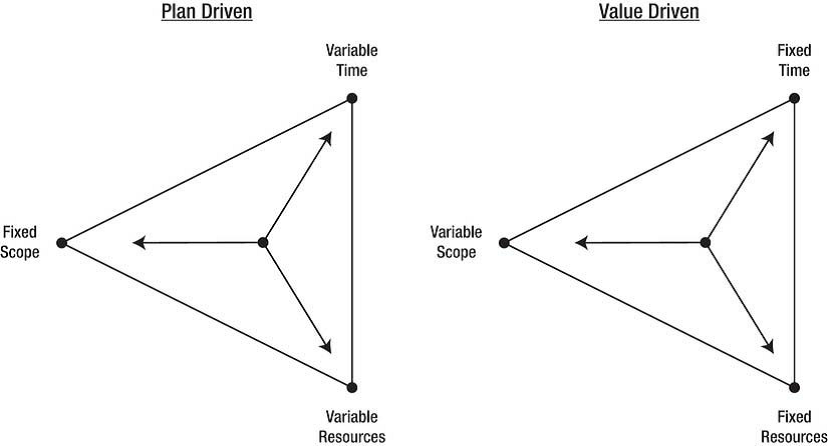 Plan Driven
Variable
Time
Fixed
Scope
Variable
Resources
Value Driven
Fixed
Time
Variable
Scope
Fixed
Resources